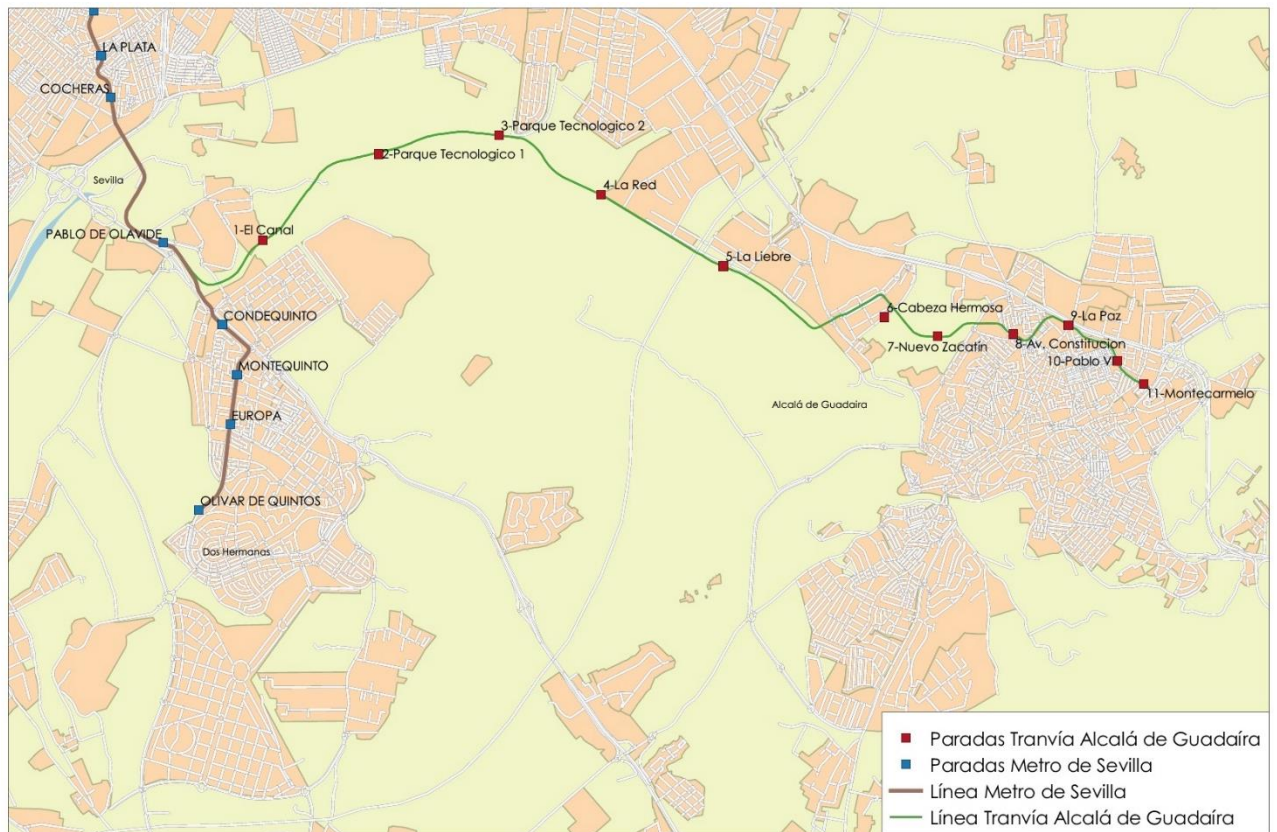 LA PLATA
COCHERAS
3-Parque Tecnologico 2
2-Parque Tecnologico 1
Sevilla
4-La Red
PABLO DE OLAVIDE
1-El Canal
5-La Liebre
6-Cabeza Hermosa
CONDEQUINTO
9-La Paz
7-Nuevo Zacatín
8-Av. Constitucion
10-Pablo VI
MONTEQUINTO
11-Montecarmelo
Alcalá de Guadaíra
EUROPA
OLIVAR DE QUINTOS
Dos Hermanas
Paradas Tranvía Alcalá de Guadaíra
Paradas Metro de Sevilla
Línea Metro de Sevilla
Línea Tranvía Alcalá de Guadaíra